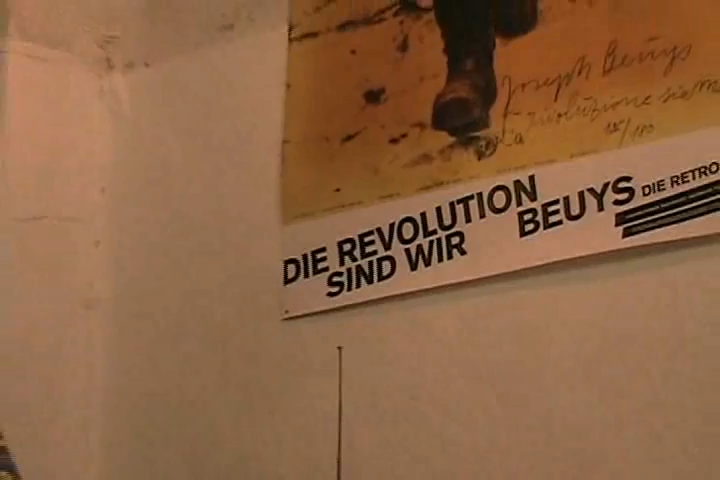 Joseph Beuys
DIE REVOLUTION
SIND WIR
BEUYS
DIE RETRO